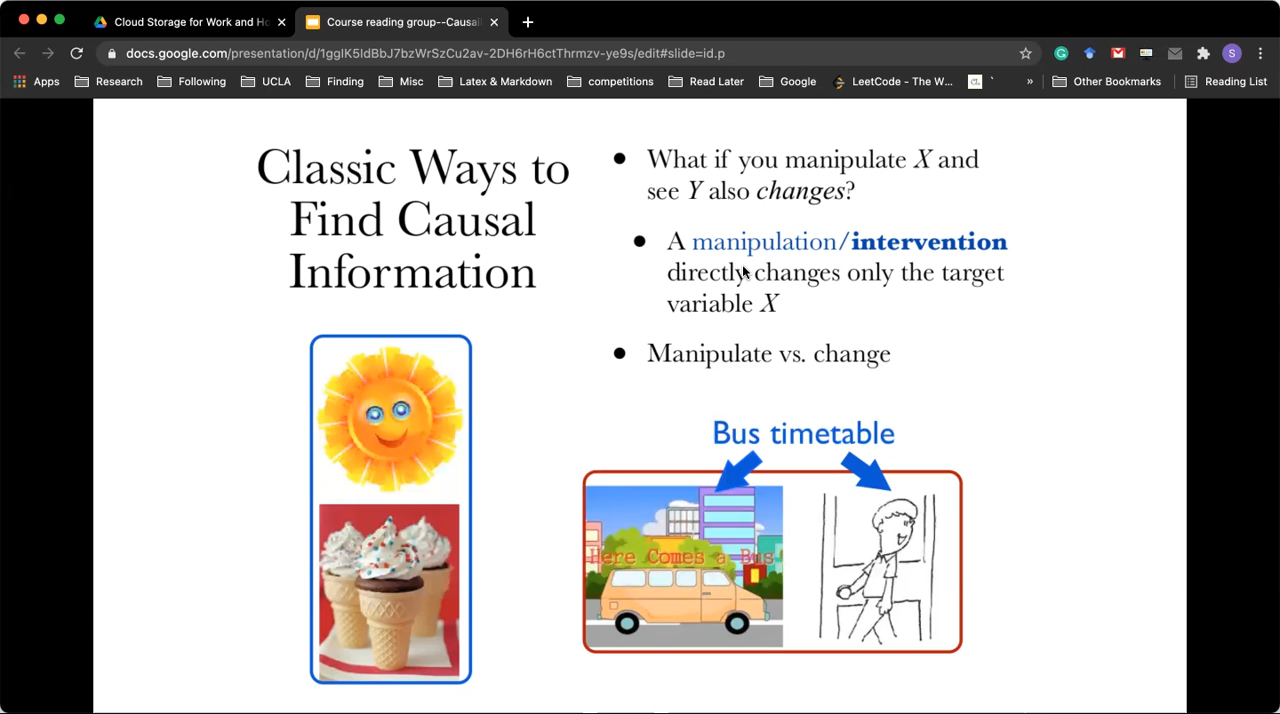 Cloud Storage for Work and Ho
Course reading group--Causal
docs.google.com/presentation/d/1ggIK5IdBbJ7bzWrSzCu2av-2DH6rH6ctThrmzv-ye9s/edit#slide=id.p
S
Apps
Research
Following
UCLA
Finding
Misc
Latex & Markdown
competitions
Read Later
Google
LeetCode - The W...
»
Other Bookmarks
Reading List
Classic Ways to
Find Causal
Information
• What if you manipulate X and
see Y also changes?
• A manipulation/intervention
directly changes only the target
variable X
• Manipulate vs. change
Bus timetable
Here Comes a Bus